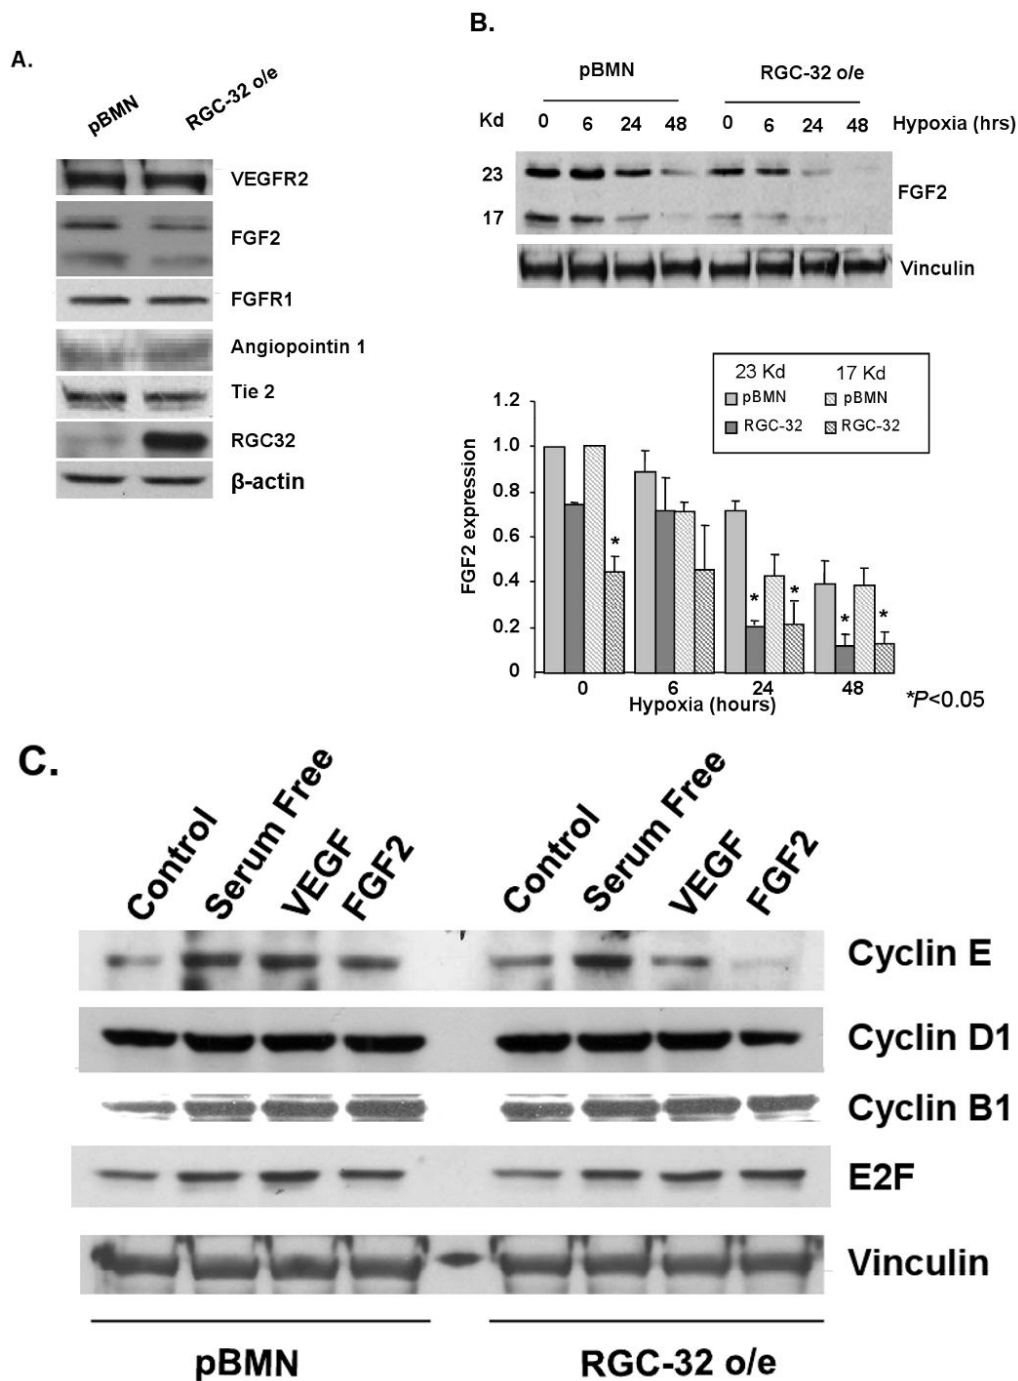 A.
pBMN
RGC-32 o/e
VEGFR2
FGF2
FGFR1
Angiopointin 1
Tie 2
RGC32
β-actin
B.
pBMN RGC-32 o/e
Kd 0 6 24 48 0 6 24 48 Hypoxia (hrs)
23
FGF2
17
Vinculin
23 Kd 17 Kd
pBMN pBMN
RGC-32 RGC-32
FGF2 expression
1.2
1.0
0.8
0.6
0.4
0.2
0
* * * * *
0 6 24 48
Hypoxia (hours)
*P<0.05
C.
Control Serum Free VEGF FGF2 Control Serum Free VEGF FGF2
Cyclin E
Cyclin D1
Cyclin B1
E2F
Vinculin
pBMN RGC-32 o/e